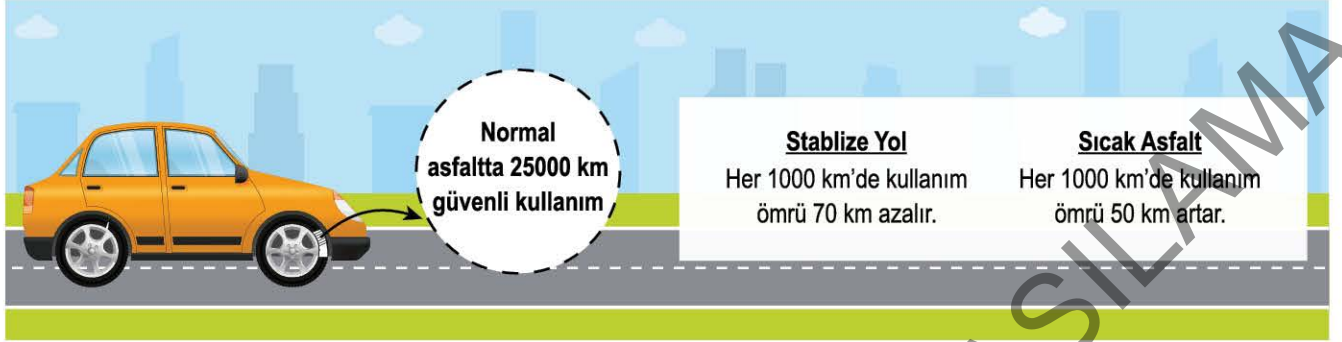 Normal
asfaltta 25000 km
güvenli kullanım
Stablize Yol
Her 1000 km'de kullanım
ömrü 70 km azalır.
Sıcak Asfalt
Her 1000 km'de kullanım
ömrü 50 km artar.
SILAMA